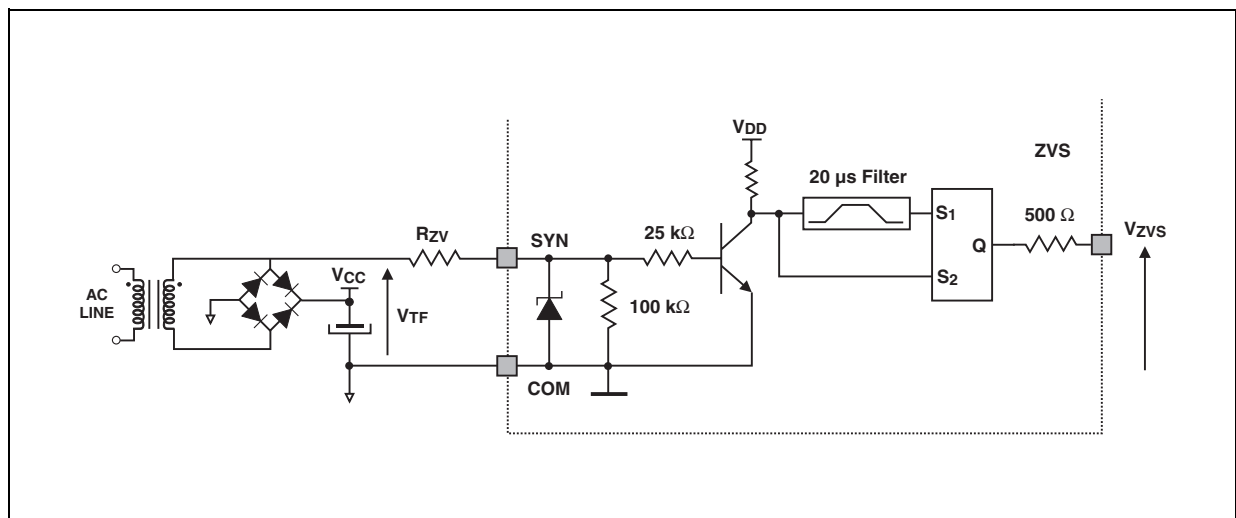 AC
LINE
VCC
VTF
RZV
SYN
COM
25 kΩ
100 kΩ
VDD
20 µs Filter
S1
S2
Q
ZVS
500 Ω
VZVS